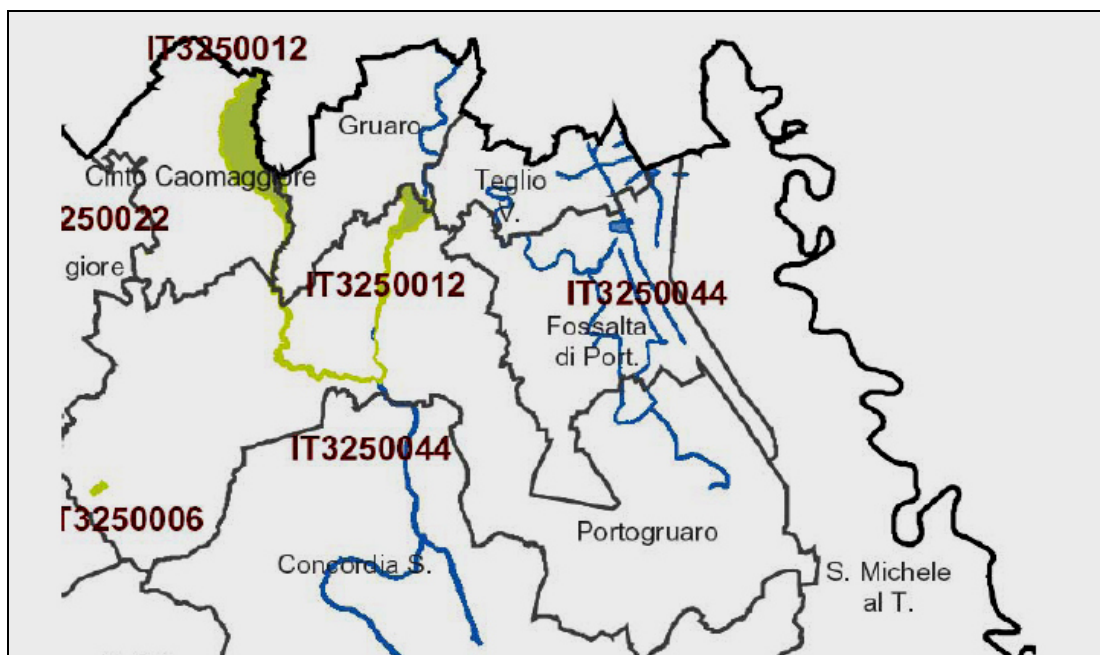 IT3250012
Gruaro
Cinto Caomaggiore
Teglio
V.
250022
giore
IT3250012
IT3250044
Fossalta
di Port.
IT3250044
T3250006
Portogruaro
Concordia S.
S. Michele
al T.